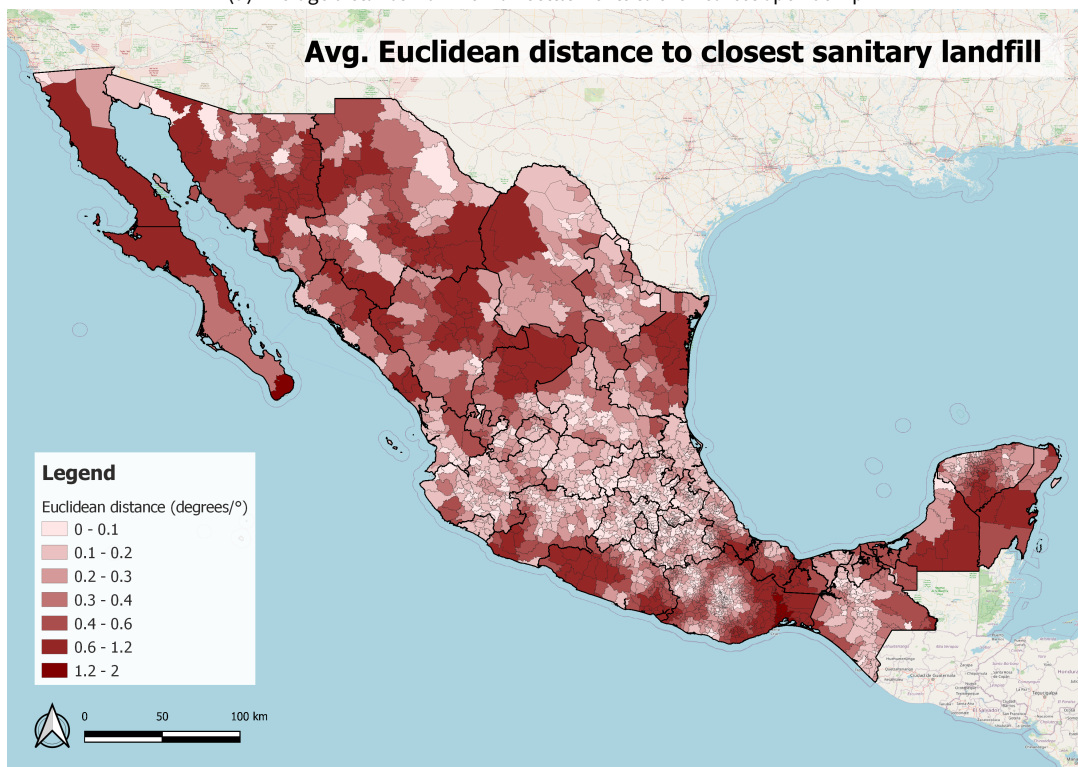 Avg. Euclidean distance to closest sanitary landfill
Legend
Euclidean distance (degrees/°)
0 - 0.1
0.1 - 0.2
0.2 - 0.3
0.3 - 0.4
0.4 - 0.6
0.6 - 1.2
1.2 - 2
0 50 100 km